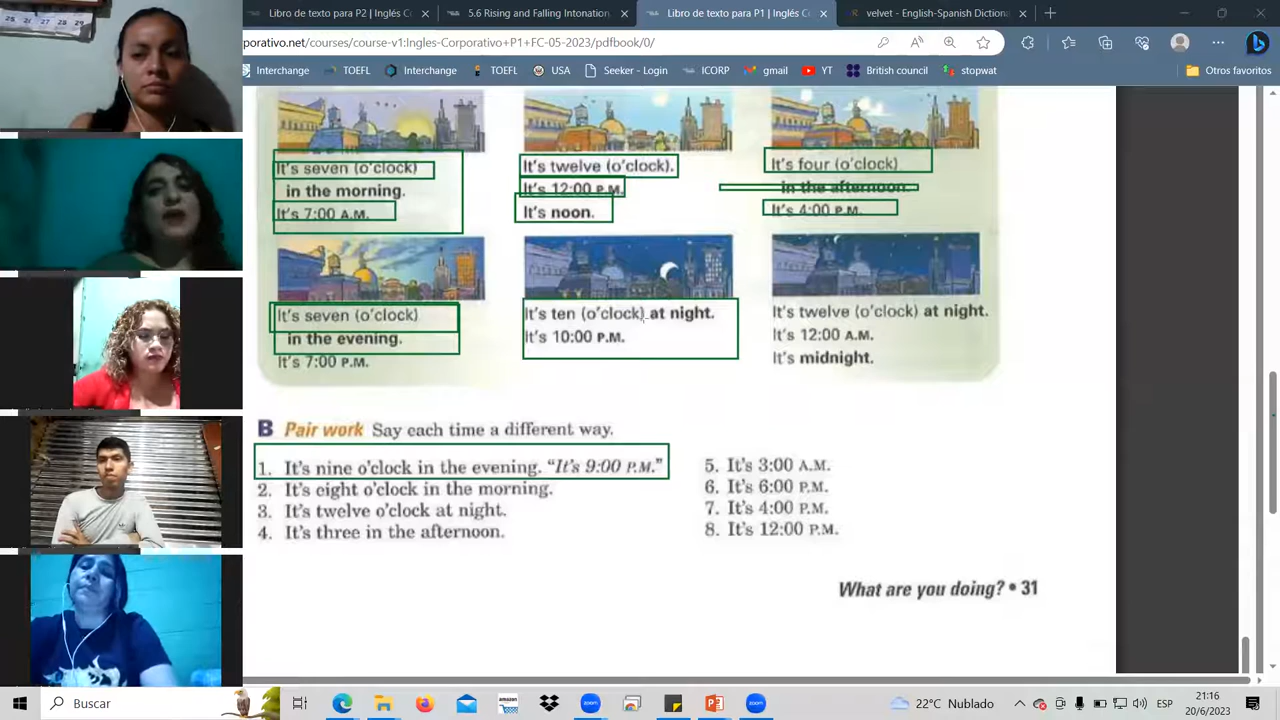 25 26 27 28 29
Libro de texto para P2 | Inglés C
5.6 Rising and Falling Intonation
Libro de texto para P1 | Inglés C
velvet - English-Spanish Dictiona
porativo.net/courses/course-v1:Ingles-Corporativo+P1+FC-05-2023/pdfbook/0/
Interchange
TOEFL
Interchange
TOEFL
USA
Seeker - Login
ICORP
gmail
YT
British council
stopwat
Otros favoritos
It's seven (o'clock)
in the morning.
It's 7:00 A.M.
It's twelve (o'clock).
It's 12:00 P.M.
It's noon.
It's four (o'clock)
in the afternoon.
It's 4:00 P.M.
It's seven (o'clock)
in the evening.
It's 7:00 P.M.
It's ten (o'clock) at night.
It's 10:00 P.M.
It's twelve (o'clock) at night.
It's 12:00 A.M.
It's midnight.
B Pair work Say each time a different way.
1. It's nine o'clock in the evening. "It's 9:00 P.M."
2. It's eight o'clock in the morning.
3. It's twelve o'clock at night.
4. It's three in the afternoon.
5. It's 3:00 A.M.
6. It's 6:00 P.M.
7. It's 4:00 P.M.
8. It's 12:00 P.M.
What are you doing? • 31
Buscar
amazon
22°C Nublado
ESP
21:16
20/6/2023